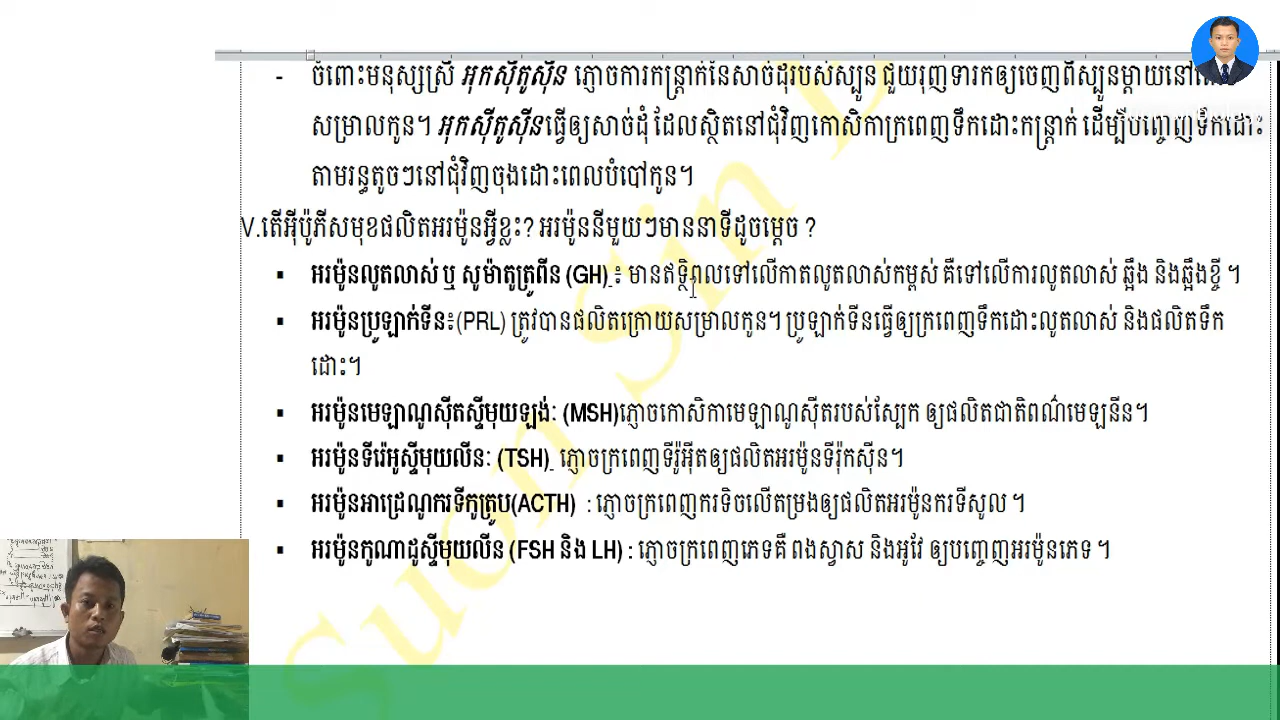 - ចំពោះមនុស្សស្រី អុកស៊ីតូស៊ីន ភ្ញោចការកន្ត្រាក់នៃសាច់ដុំរបស់ស្បូន ជួយរុញទារកឲ្យចេញពីស្បូនម្តាយនៅពេល
សម្រាលកូន។ អុកស៊ីតូស៊ីនធ្វើឲ្យសាច់ដុំ ដែលស្ថិតនៅជុំវិញកោសិកាក្រពេញទឹកដោះកន្ត្រាក់ ដើម្បីបញ្ចេញទឹកដោះ
តាមរន្ធតូចៗនៅជុំវិញចុងដោះពេលបំបៅកូន។
V.តើអ៊ីប៉ូភីសមុខផលិតអរម៉ូនអ្វីខ្លះ? អរម៉ូននីមួយៗមាននាទីដូចម្តេច ?
▪ អរម៉ូនលូតលាស់ ឬ សូម៉ាតូត្រូពីន (GH) ៖ មានឥទ្ធិពលទៅលើកាតលូតលាស់កម្ពស់ គឺទៅលើការលូតលាស់ ឆ្អឹង និងឆ្អឹងខ្ចី ។
▪ អរម៉ូនប្រូឡាក់ទីន៖(PRL) ត្រូវបានផលិតក្រោយសម្រាលកូន។ ប្រូឡាក់ទីនធ្វើឲ្យក្រពេញទឹកដោះលូតលាស់ និងផលិតទឹក
ដោះ។
▪ អរម៉ូនមេឡាណូស៊ីតស្ទីមុយឡង់: (MSH)ភ្ញោចកោសិកាមេឡាណូស៊ីតរបស់ស្បែក ឲ្យផលិតជាតិពណ៌មេឡានីន។
▪ អរម៉ូនទីរ៉េអូស្ទីមុយលីន: (TSH) ភ្ញោចក្រពេញទីរ៉ូអ៊ីតឲ្យផលិតអរម៉ូនទីរ៉ុកស៊ីន។
▪ អរម៉ូនអាដ្រេណូករទីកូត្រូប(ACTH) : ភ្ញោចក្រពេញករទិចលើតម្រងឲ្យផលិតអរម៉ូនករទីសូល ។
▪ អរម៉ូនកូណាដូស្ទីមុយលីន (FSH និង LH) : ភ្ញោចក្រពេញភេទគឺ ពងស្វាស និងអូវែ ឲ្យបញ្ចេញអរម៉ូនភេទ ។
Suon Sin